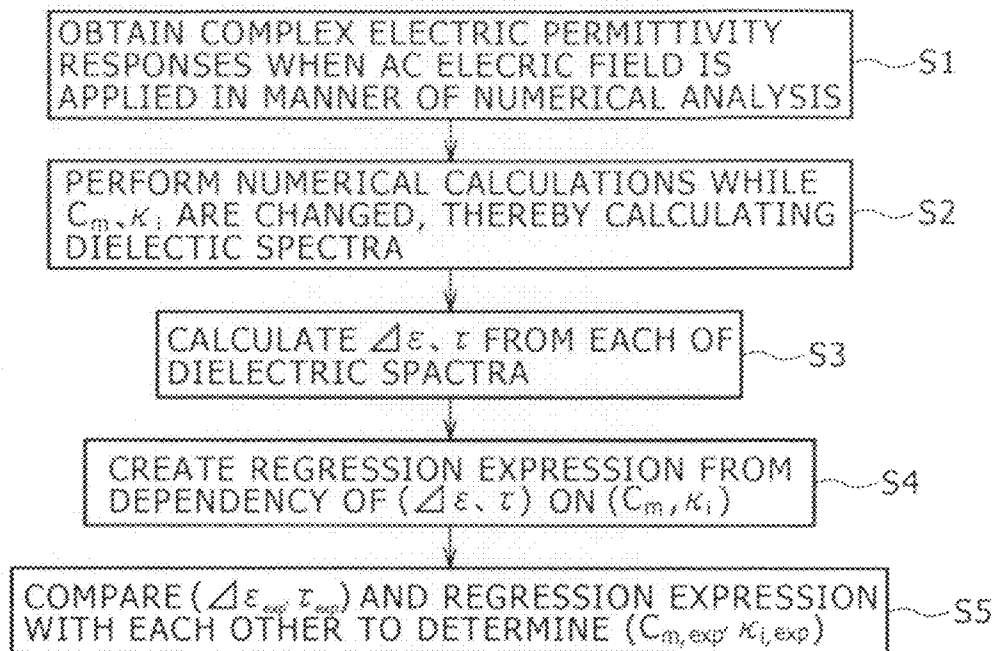 OBTAIN COMPLEX ELECTRIC PERMITTIVITY
RESPONSES WHEN AC ELECRIC FIELD IS
APPLIED IN MANNER OF NUMERICAL ANALYSIS
S1
PERFORM NUMERICAL CALCULATIONS WHILE
Cm、κi ARE CHANGED, THEREBY CALCULATING
DIELECTIC SPECTRA
S2
CALCULATE Δε、τ FROM EACH OF
DIELECTRIC SPACTRA
S3
CREATE REGRESSION EXPRESSION FROM
DEPENDENCY OF (Δε、τ) ON (Cm,κi)
S4
COMPARE (Δεexp, τexp) AND REGRESSION EXPRESSION
WITH EACH OTHER TO DETERMINE (Cm,exp, κi,exp)
S5